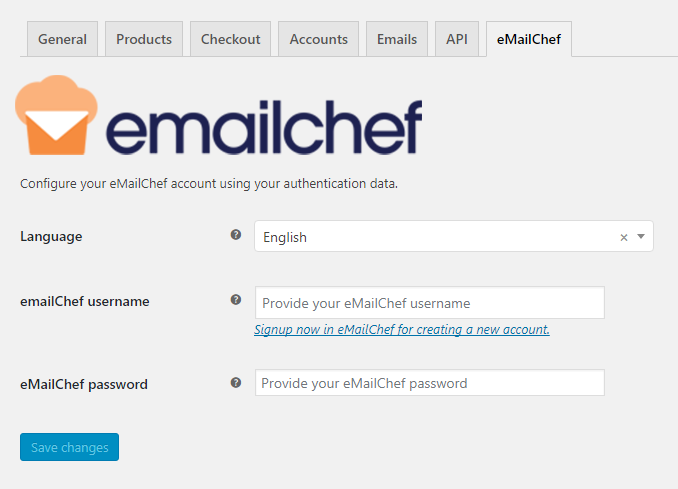 General Products Checkout Accounts Emails API eMailChef
emailchef
Configure your eMailChef account using your authentication data.
Language ? English × 
emailChef username ? Provide your eMailChef username
Signup now in eMailChef for creating a new account.
eMailChef password ? Provide your eMailChef password
Save changes